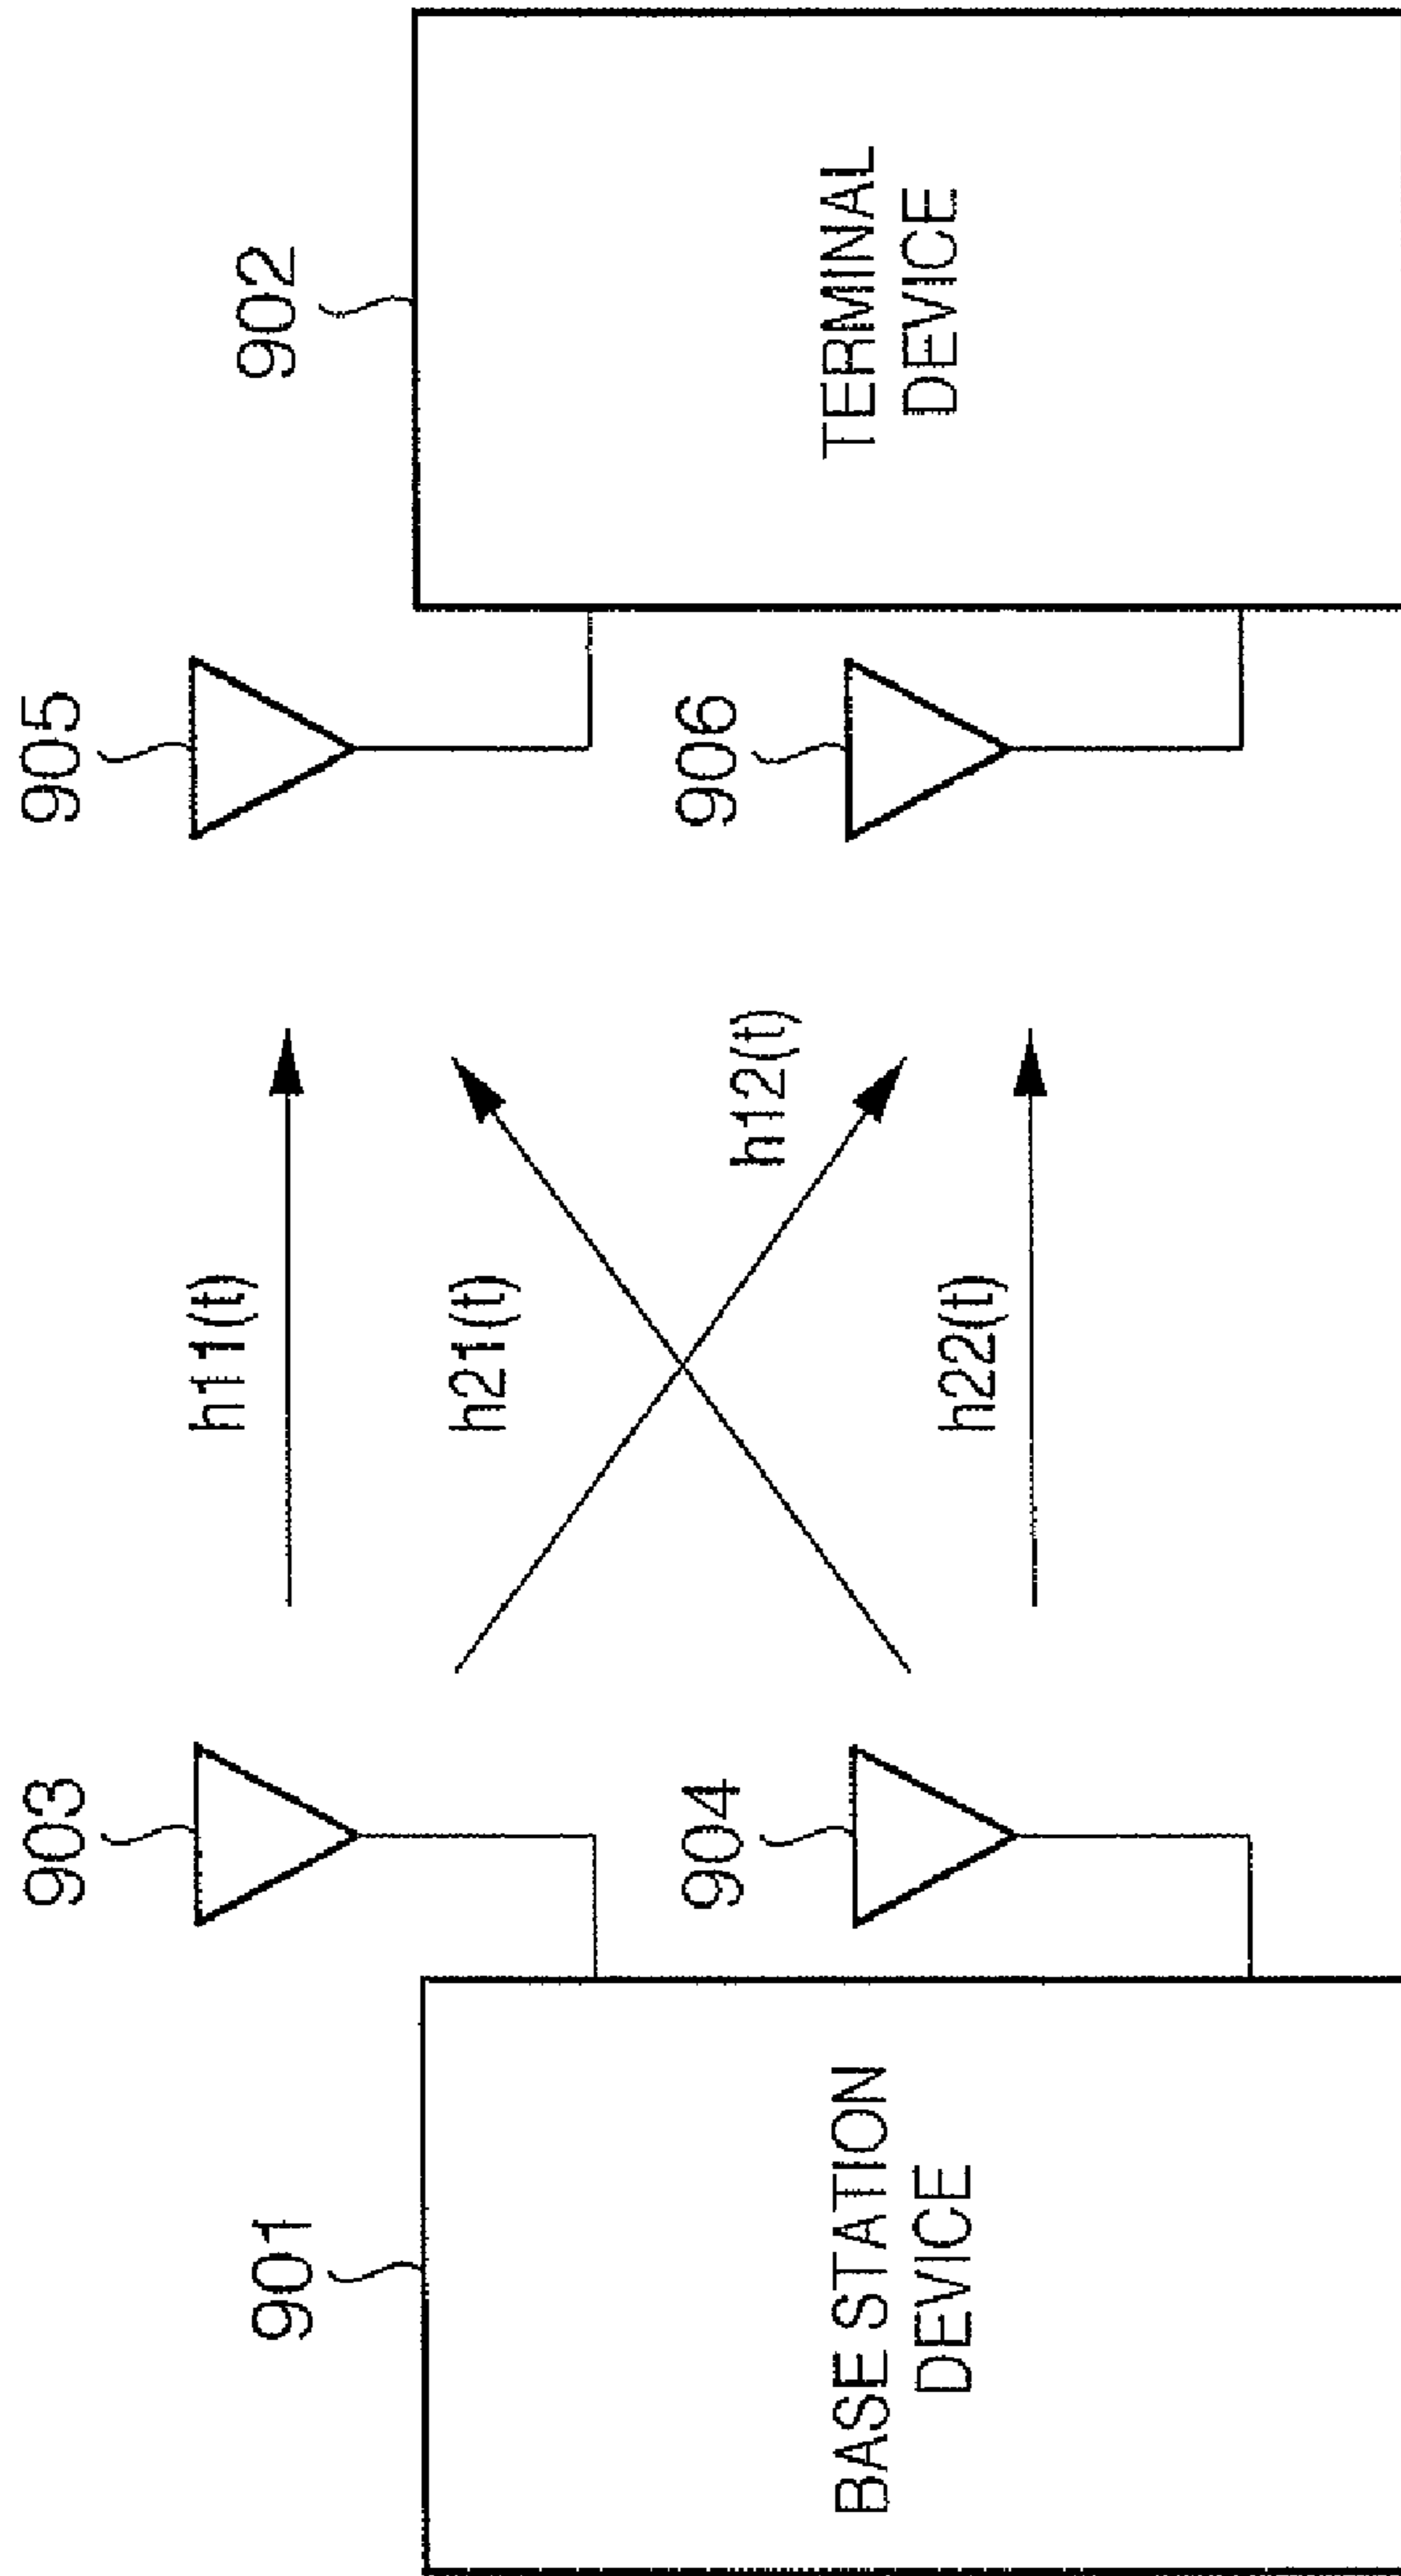 903
905
901
902
h11(t)
h21(t)
904
906
h12(t)
BASE STATION
DEVICE
TERMINAL
DEVICE
h22(t)